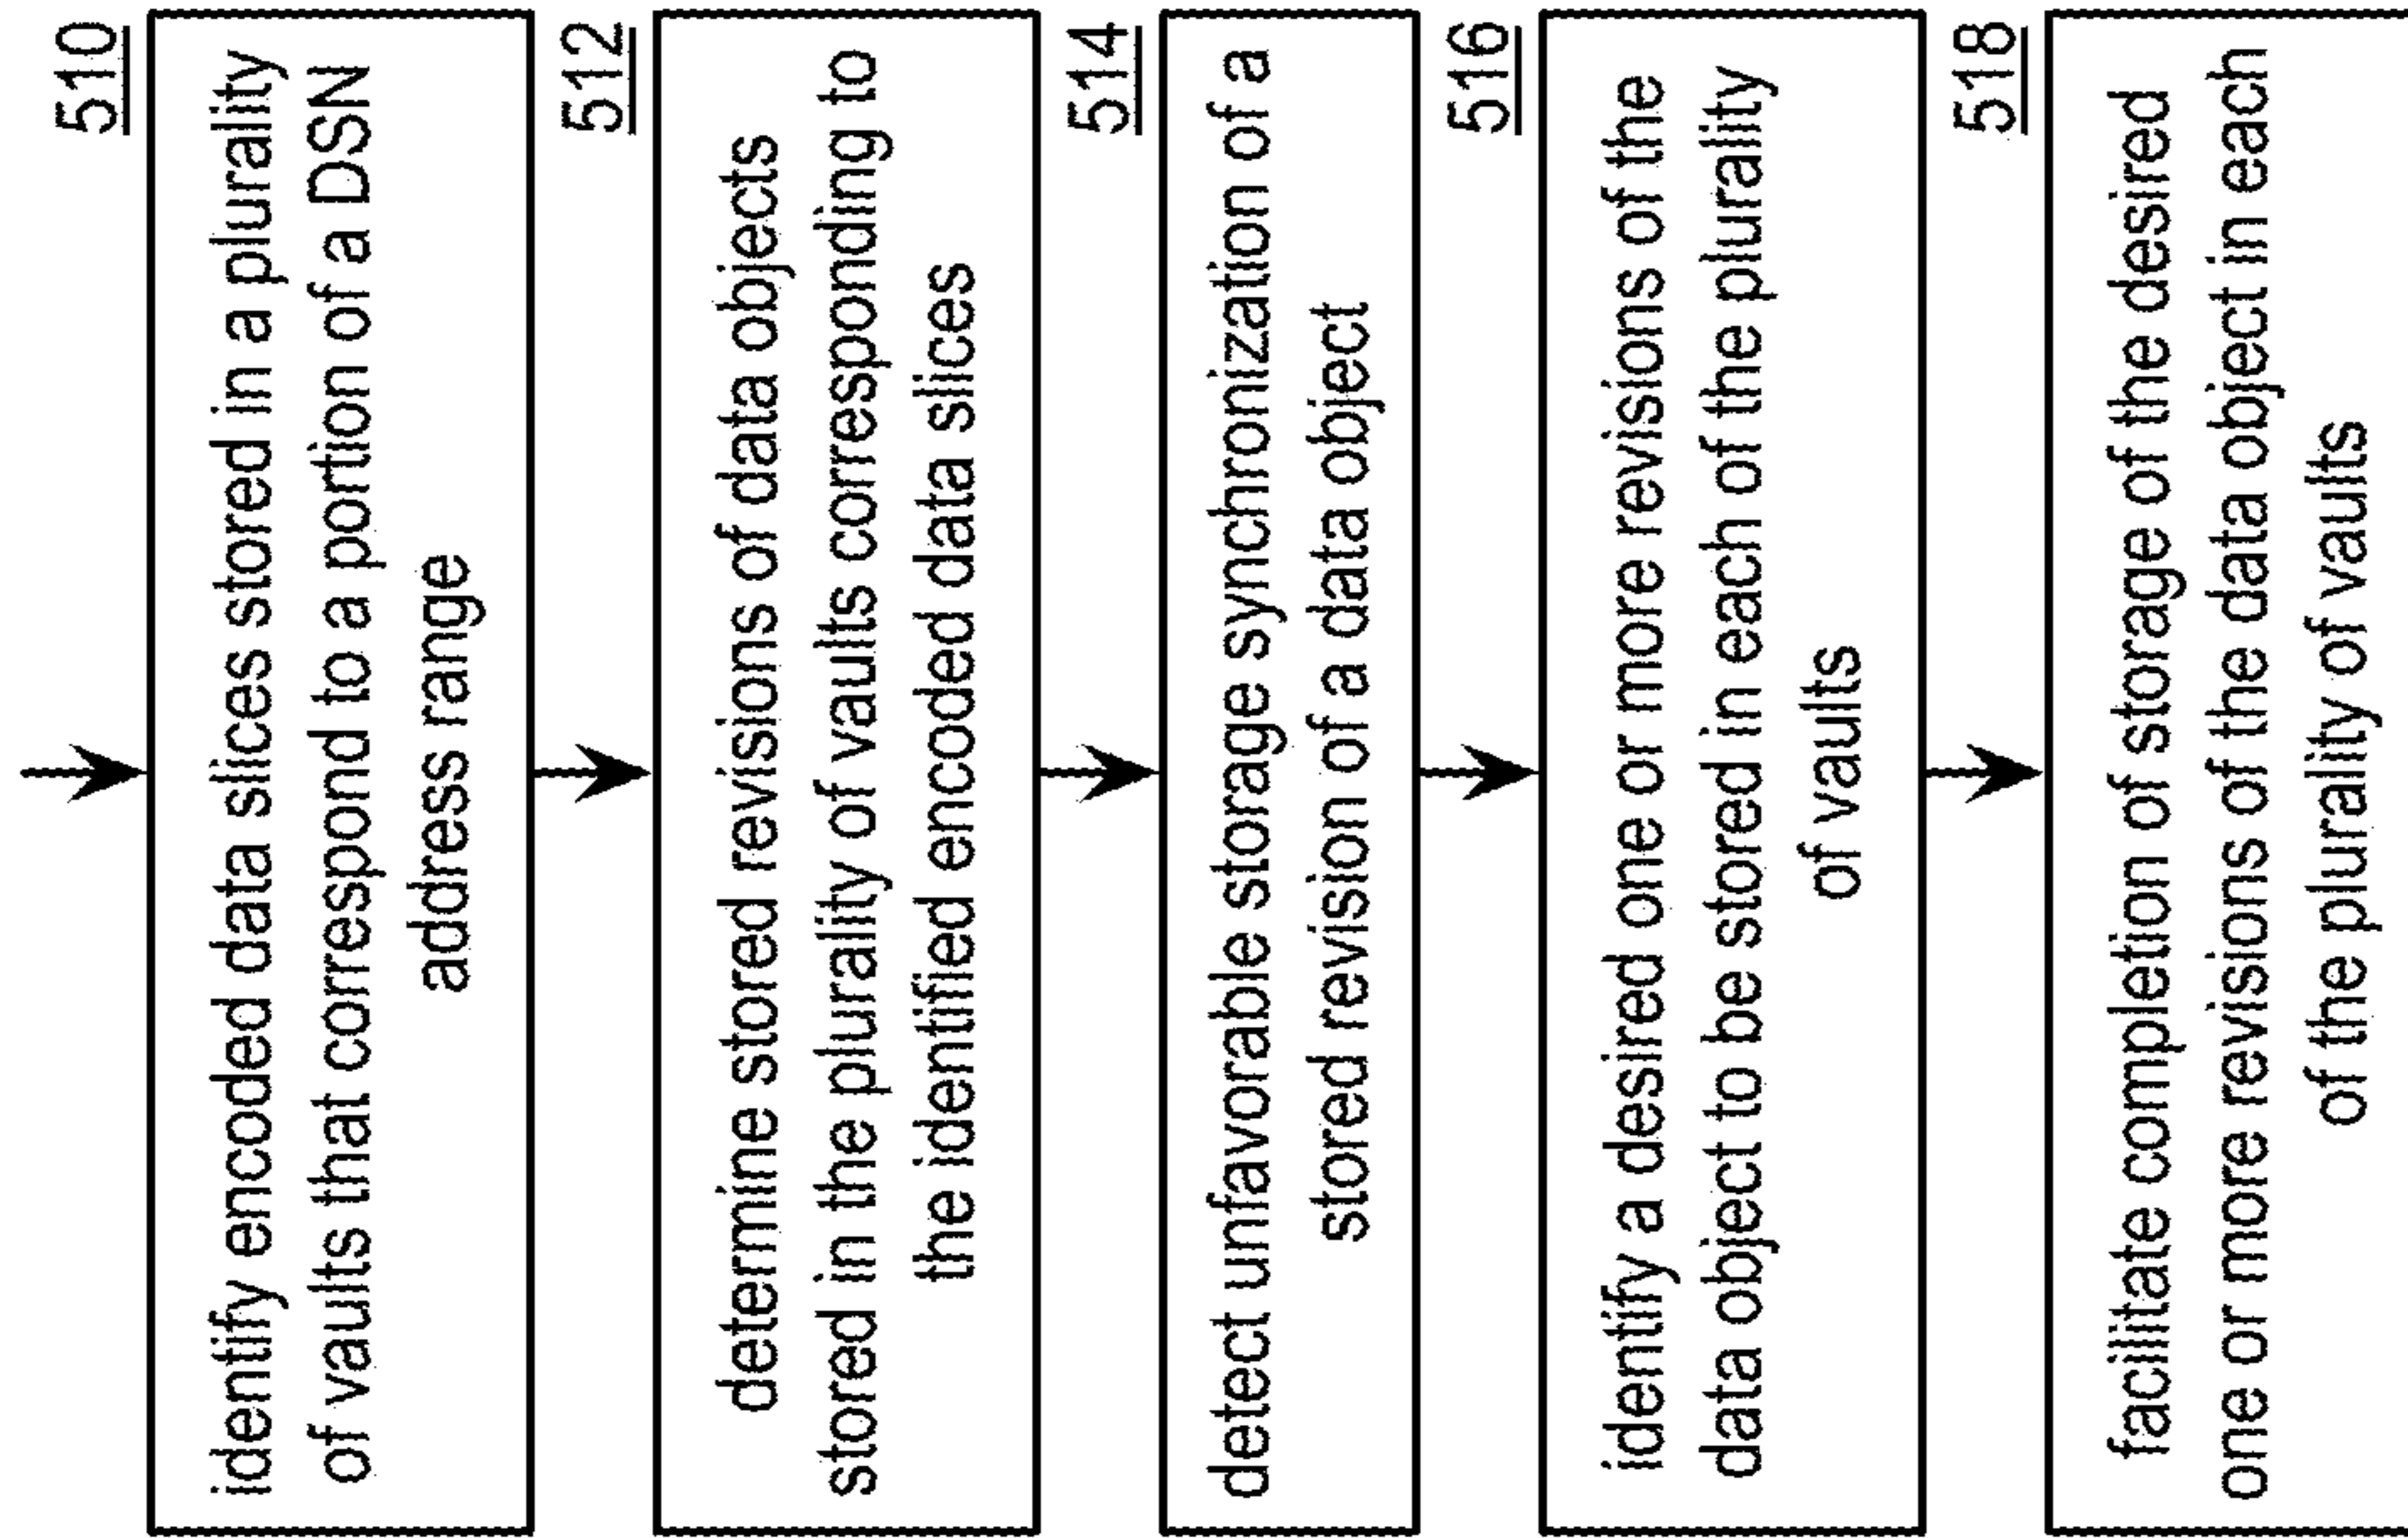 510
identify encoded data slices stored in a plurality
of vaults that correspond to a portion of a DSN
address range
512
determine stored revisions of data objects
stored in the plurality of vaults corresponding to
the identified encoded data slices
514
detect unfavorable storage synchronization of a
stored revision of a data object
516
identify a desired one or more revisions of the
data object to be stored in each of the plurality
of vaults
518
facilitate completion of storage of the desired
one or more revisions of the data object in each
of the plurality of vaults